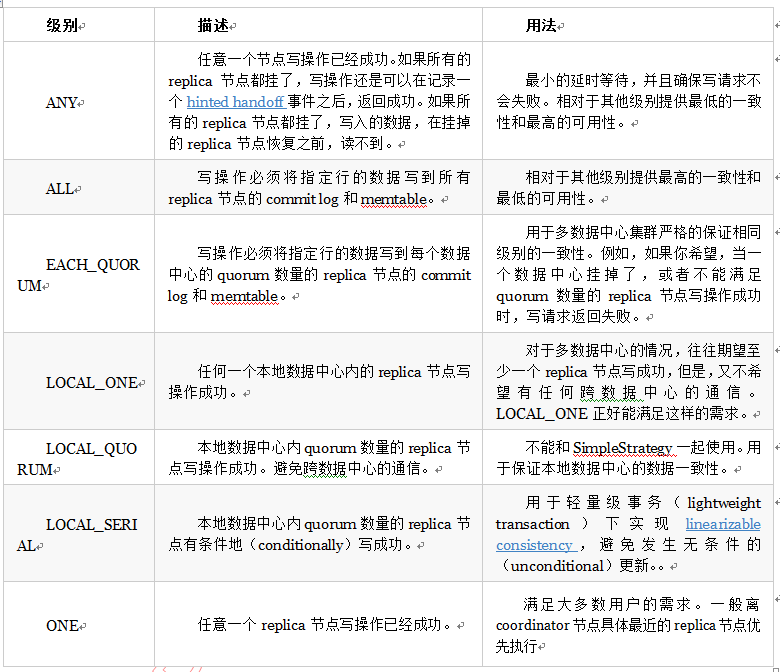 级别
描述
用法
ANY
任意一个节点写操作已经成功。如果所有的
replica 节点都挂了，写操作还是可以在记录一
个 hinted handoff 事件之后，返回成功。如果所
有的 replica 节点都挂了，写入的数据，在挂掉
的 replica 节点恢复之前，读不到。
最小的延时等待，并且确保写请求不
会失败。相对于其他级别提供最低的一致
性和最高的可用性。
ALL
写操作必须将指定行的数据写到所有
replica 节点的 commit log 和 memtable。
相对于其他级别提供最高的一致性和
最低的可用性。
EACH_QUOR
UM
写操作必须将指定行的数据写到每个数据
中心的 quorum 数量的 replica 节点的 commit
log 和 memtable。
用于多数据中心集群严格的保证相同
级别的一致性。例如，如果你希望，当一
个数据中心挂掉了，或者不能满足
quorum 数量的 replica 节点写操作成功
时，写请求返回失败。
LOCAL_ONE
任何一个本地数据中心内的 replica 节点写
操作成功。
对于多数据中心的情况，往往期望至
少一个 replica 节点写成功，但是，又不希
望有任何跨数据中心的通信。
LOCAL_ONE 正好能满足这样的需求。
LOCAL_QUO
RUM
本地数据中心内 quorum 数量的 replica 节
点写操作成功。避免跨数据中心的通信。
不能和 SimpleStrategy 一起使用。用
于保证本地数据中心的数据一致性。
LOCAL_SERI
AL
本地数据中心内 quorum 数量的 replica 节
点有条件地（conditionally）写成功。
用于轻量级事务（lightweight
transaction）下实现 linearizable
consistency，避免发生无条件的
（unconditional）更新。。
ONE
任意一个 replica 节点写操作已经成功。
满足大多数用户的需求。一般离
coordinator 节点具体最近的 replica 节点优
先执行